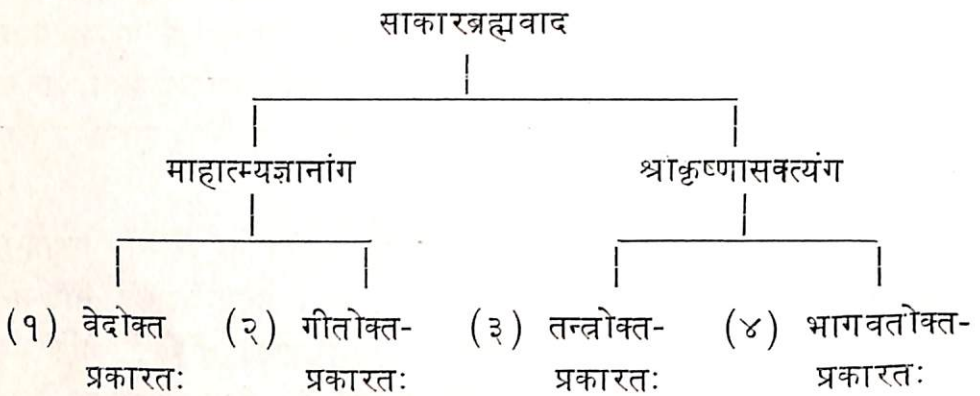 साकारब्रह्मवाद
माहात्म्यज्ञानांग श्रीकृष्णासक्त्यंग
(१) वेदोक्त (२) गीतोक्त- (३) तन्त्रोक्त- (४) भागवतोक्त-
प्रकारतः प्रकारतः प्रकारतः प्रकारतः